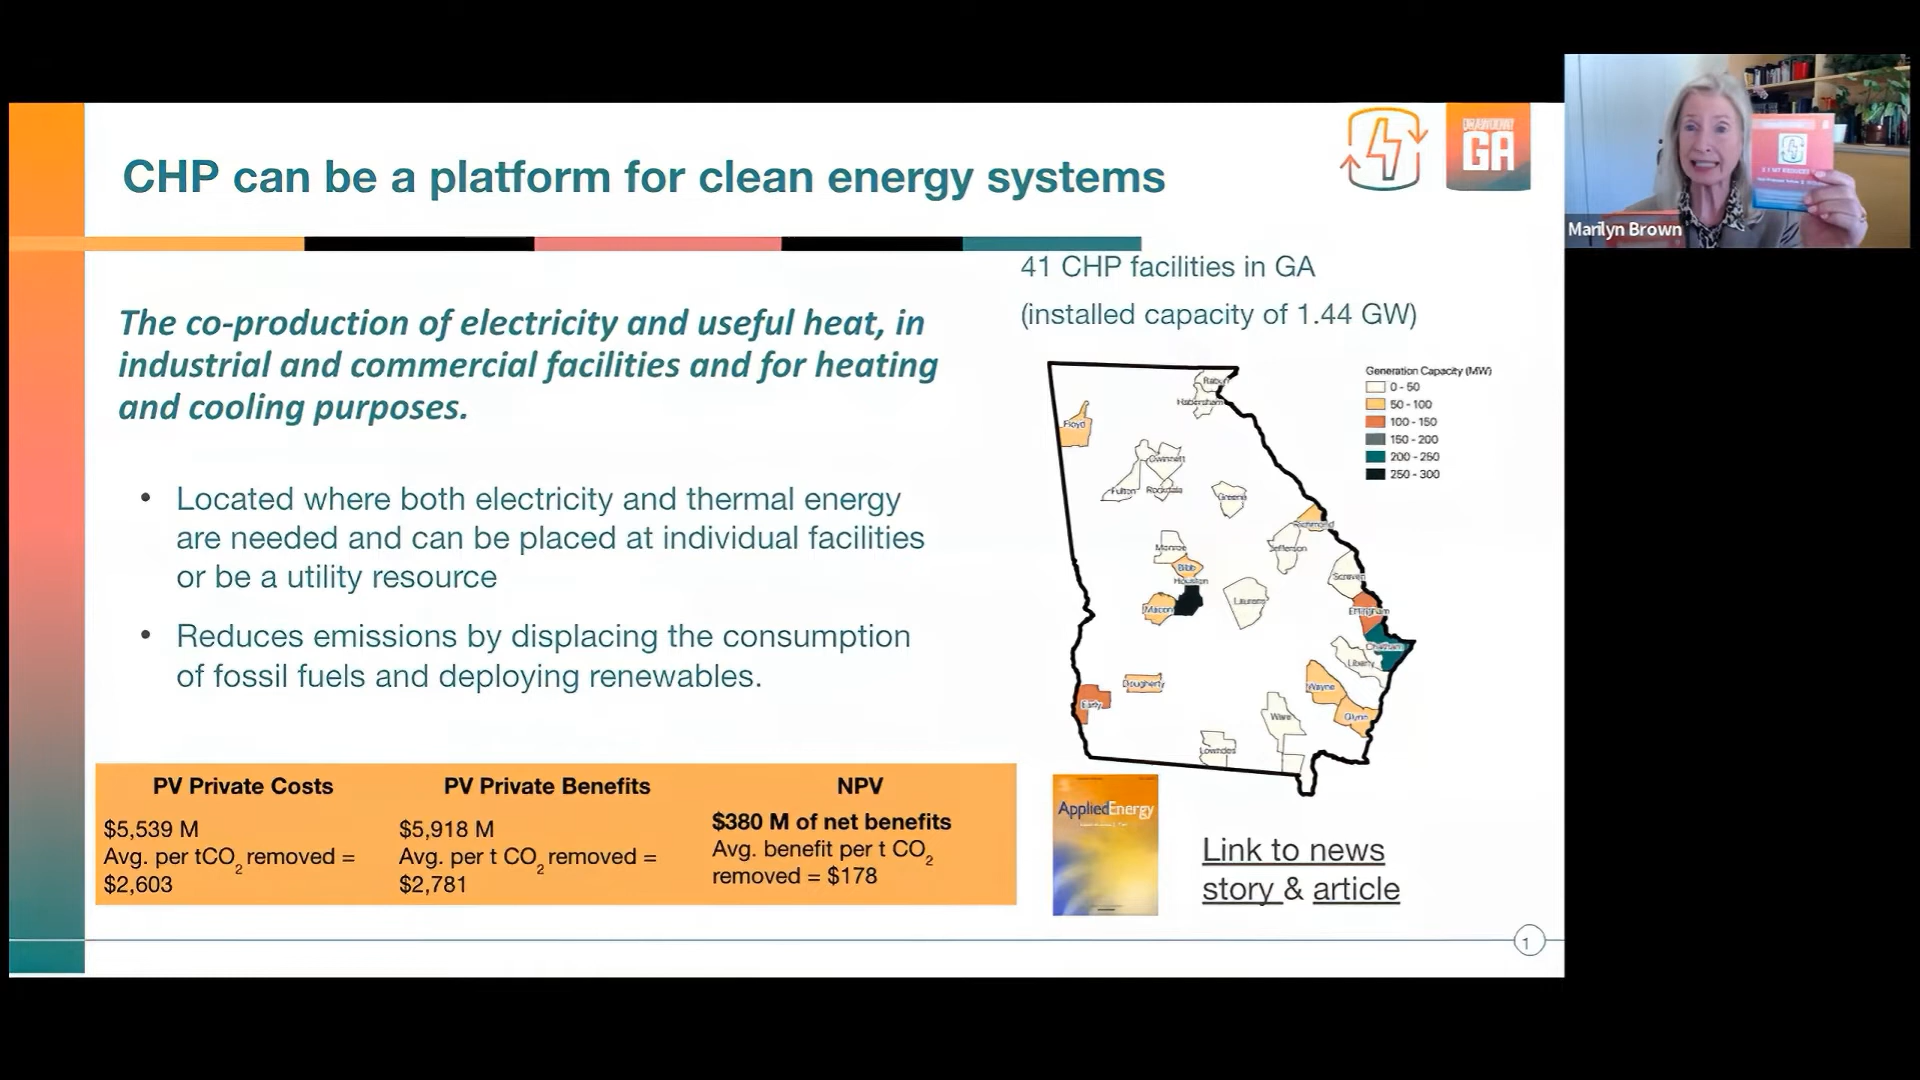 CHP can be a platform for clean energy systems
DRAWDOWN
GA
Marilyn Brown
41 CHP facilities in GA
(installed capacity of 1.44 GW)
The co-production of electricity and useful heat, in
industrial and commercial facilities and for heating
and cooling purposes.
• Located where both electricity and thermal energy
are needed and can be placed at individual facilities
or be a utility resource
• Reduces emissions by displacing the consumption
of fossil fuels and deploying renewables.
Generation Capacity (MW)
0 - 50
50 - 100
100 - 150
150 - 200
200 - 250
250 - 300
Rabun
Habersham
Floyd
Gwinnett
Fulton
Rockdale
Greene
Richmond
Monroe
Jefferson
Bibb
Houston
Screven
Laurens
Macon
Effingham
Chatham
Liberty
Dougherty
Wayne
Early
Ware
Glynn
Lowndes
PV Private Costs
$5,539 M
Avg. per tCO2 removed =
$2,603
PV Private Benefits
$5,918 M
Avg. per t CO2 removed =
$2,781
NPV
$380 M of net benefits
Avg. benefit per t CO2
removed = $178
AppliedEnergy
Link to news
story & article
1